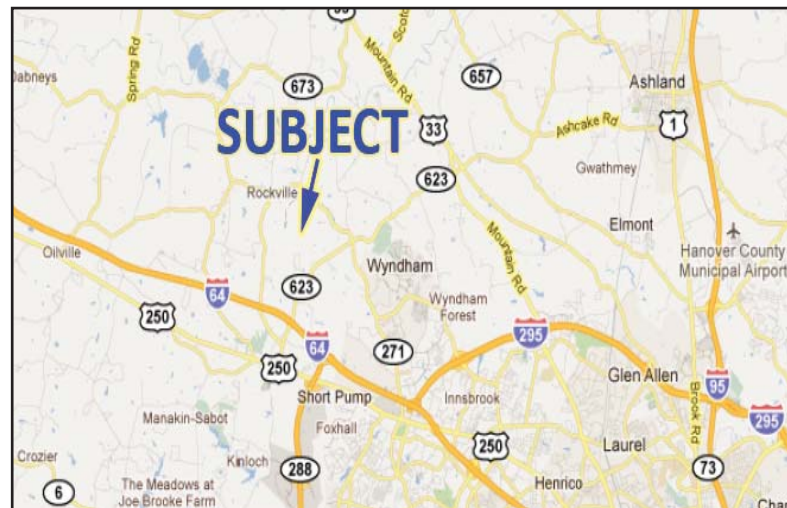 33
Scot
Dabneys
Spring Rd
673
Mountain Rd
657
Ashland
SUBJECT
33
Ashcake Rd
1
623
Gwathmey
Rockville
Elmont
Oilville
Mountain Rd
Hanover County
Municipal Airport
Wyndham
64
623
Wyndham
Forest
250
64
295
271
250
Glen Allen
95
Short Pump
Innsbrook
Brook Rd
295
Manakin-Sabot
Foxhall
250
Laurel
Crozier
Kinloch
288
73
6
The Meadows at
Joe Brooke Farm
Henrico
Cha